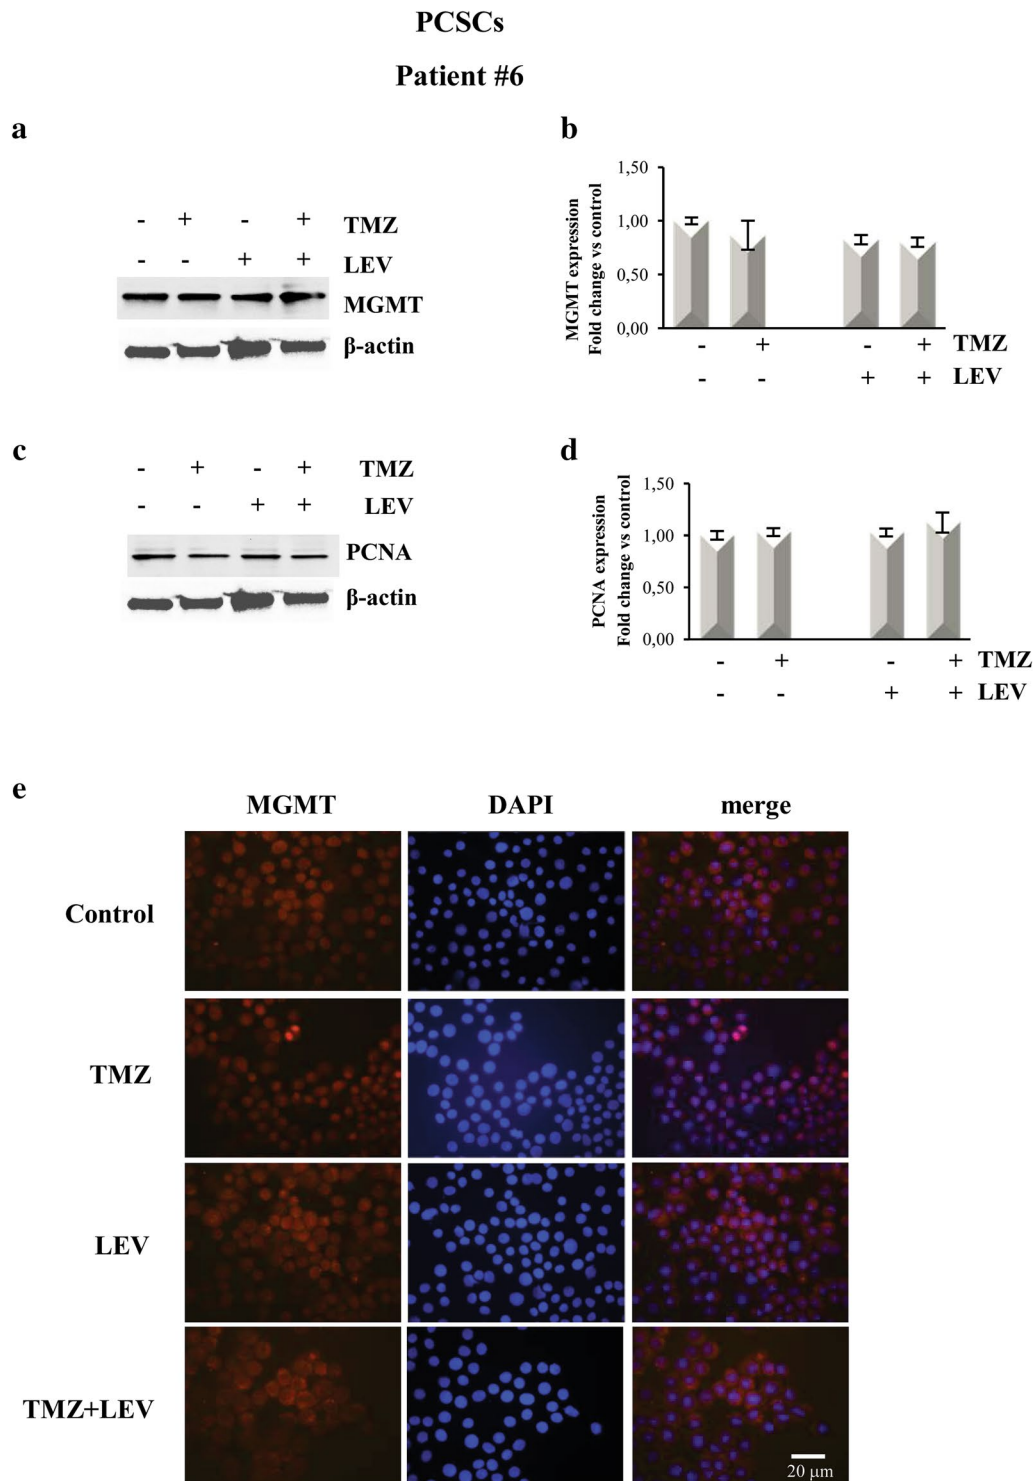 PCSCs
Patient #6
a
- + - + TMZ
- - + + LEV
MGMT
β-actin
b
MGMT expression
Fold change vs control
1,50
1,00
0,50
0,00
- + - + TMZ
- - + + LEV
c
- + - + TMZ
- - + + LEV
PCNA
β-actin
d
PCNA expression
Fold change vs control
1,50
1,00
0,50
0,00
- + - + TMZ
- - + + LEV
e
MGMT DAPI merge
Control
TMZ
LEV
TMZ+LEV
20 μm